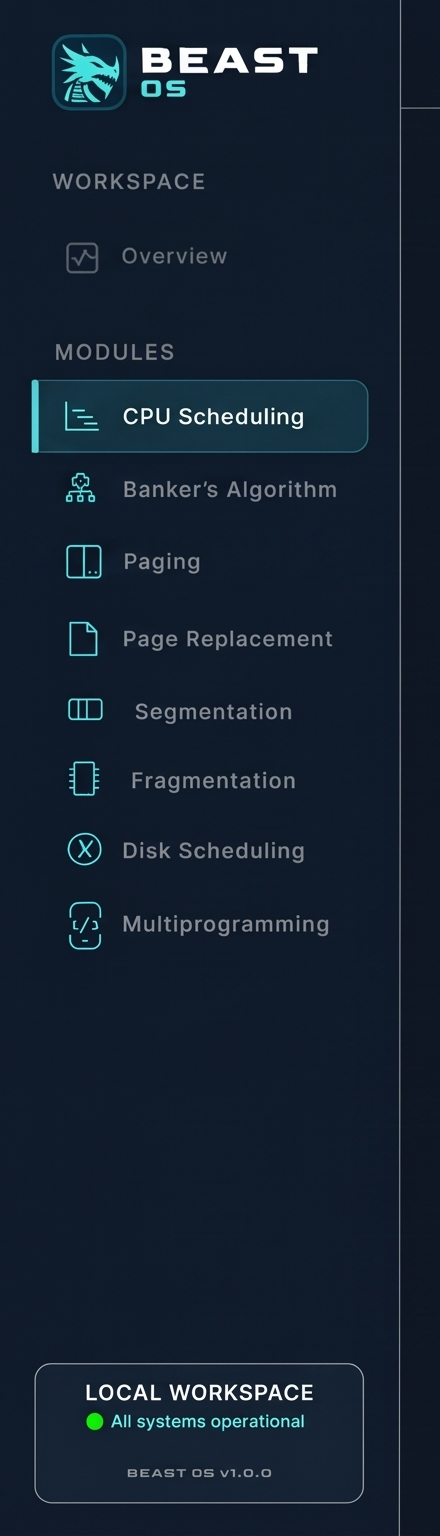 BEAST
OS
WORKSPACE
Overview
MODULES
CPU Scheduling
Banker’s Algorithm
Paging
Page Replacement
Segmentation
Fragmentation
Disk Scheduling
Multiprogramming
LOCAL WORKSPACE
All systems operational
BEAST OS v1.0.0